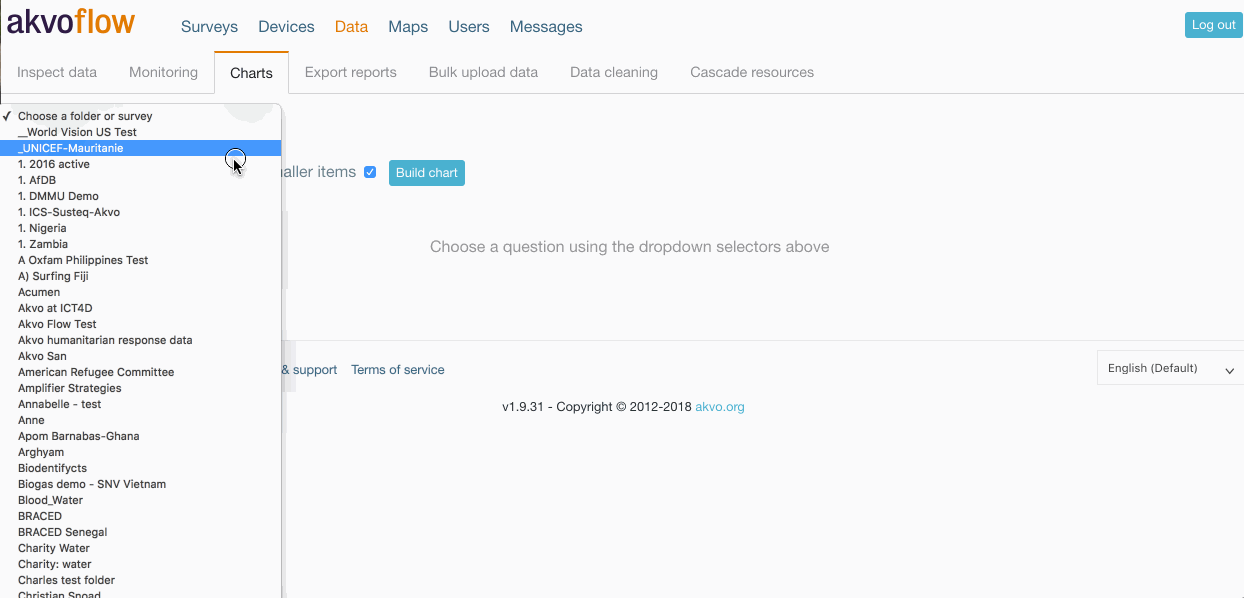 akvoflow
Surveys Devices Data Maps Users Messages
Log out
Inspect data Monitoring Charts Export reports Bulk upload data Data cleaning Cascade resources
✓ Choose a folder or survey
__World Vision US Test
_UNICEF-Mauritanie
1. 2016 active
1. AfDB
1. DMMU Demo
1. ICS-Susteq-Akvo
1. Nigeria
1. Zambia
A Oxfam Philippines Test
A) Surfing Fiji
Acumen
Akvo at ICT4D
Akvo Flow Test
Akvo humanitarian response data
Akvo San
American Refugee Committee
Amplifier Strategies
Annabelle - test
Anne
Apom Barnabas-Ghana
Arghyam
Biodentifycts
Biogas demo - SNV Vietnam
Blood_Water
BRACED
BRACED Senegal
Charity Water
Charity: water
Charles test folder
Christian Snoad
items
Build chart
Choose a question using the dropdown selectors above
& support Terms of service
English (Default)
v1.9.31 - Copyright © 2012-2018 akvo.org